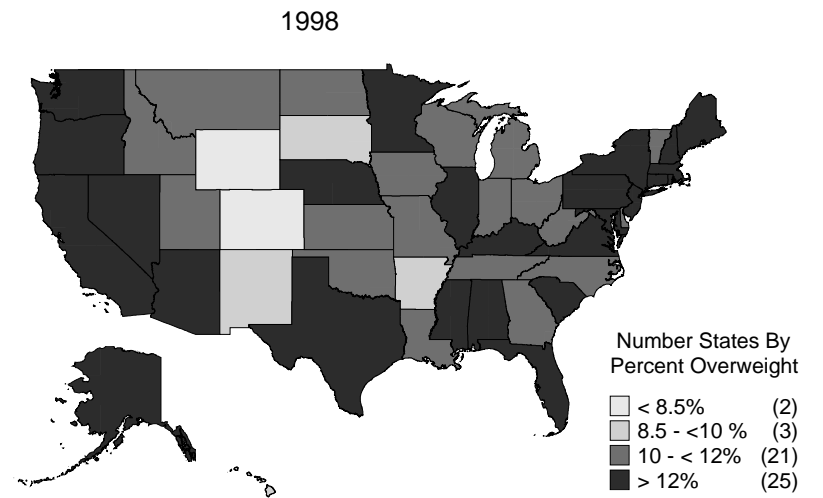 1998
Number States By
Percent Overweight
< 8.5% (2)
8.5 - <10 % (3)
10 - < 12% (21)
> 12% (25)